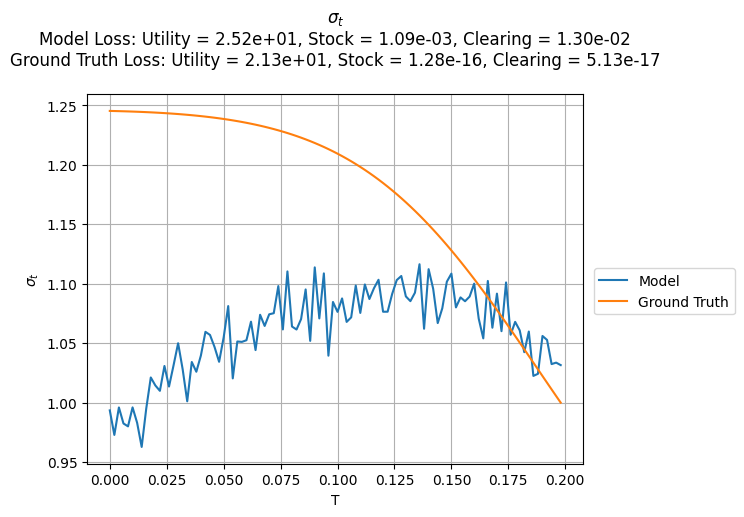 σt
Model Loss: Utility = 2.52e+01, Stock = 1.09e-03, Clearing = 1.30e-02
Ground Truth Loss: Utility = 2.13e+01, Stock = 1.28e-16, Clearing = 5.13e-17
1.25
1.20
1.15
1.10
1.05
1.00
0.95
σt
0.000 0.025 0.050 0.075 0.100 0.125 0.150 0.175 0.200
T
Model
Ground Truth